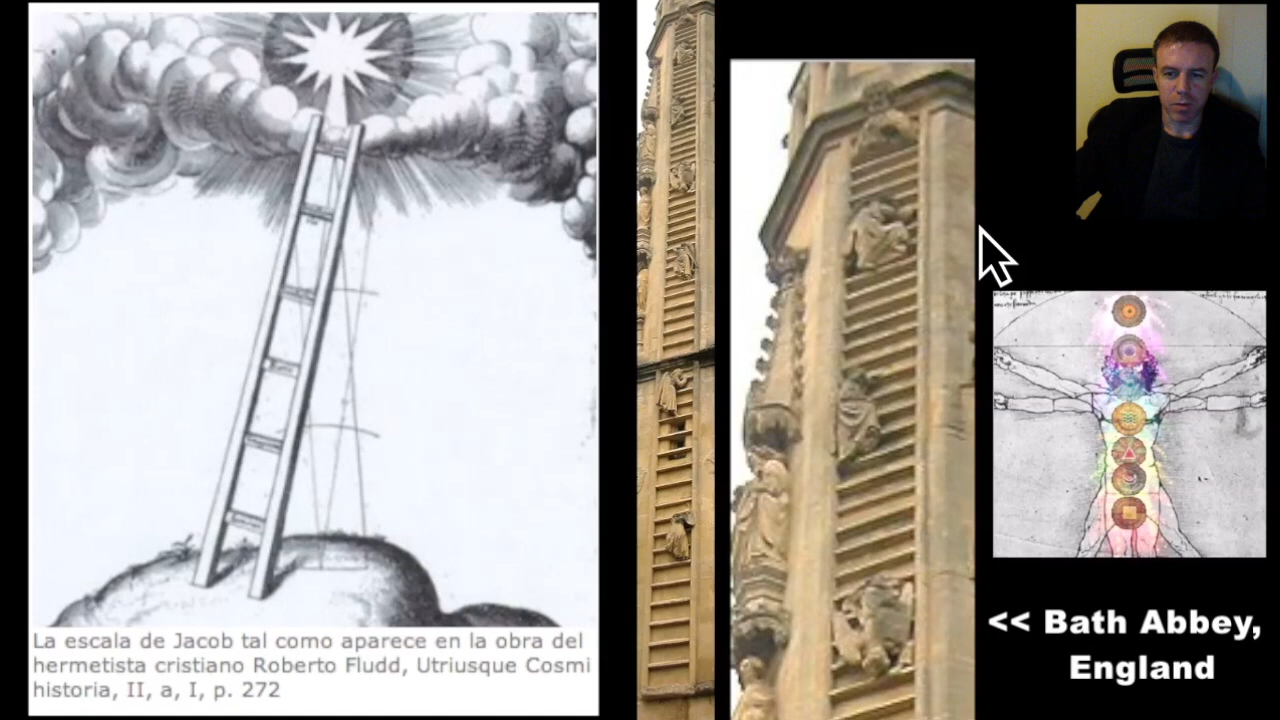 La escala de Jacob tal como aparece en la obra del
hermetista cristiano Roberto Fludd, Utriusque Cosmi
historia, II, a, I, p. 272
<< Bath Abbey,
England